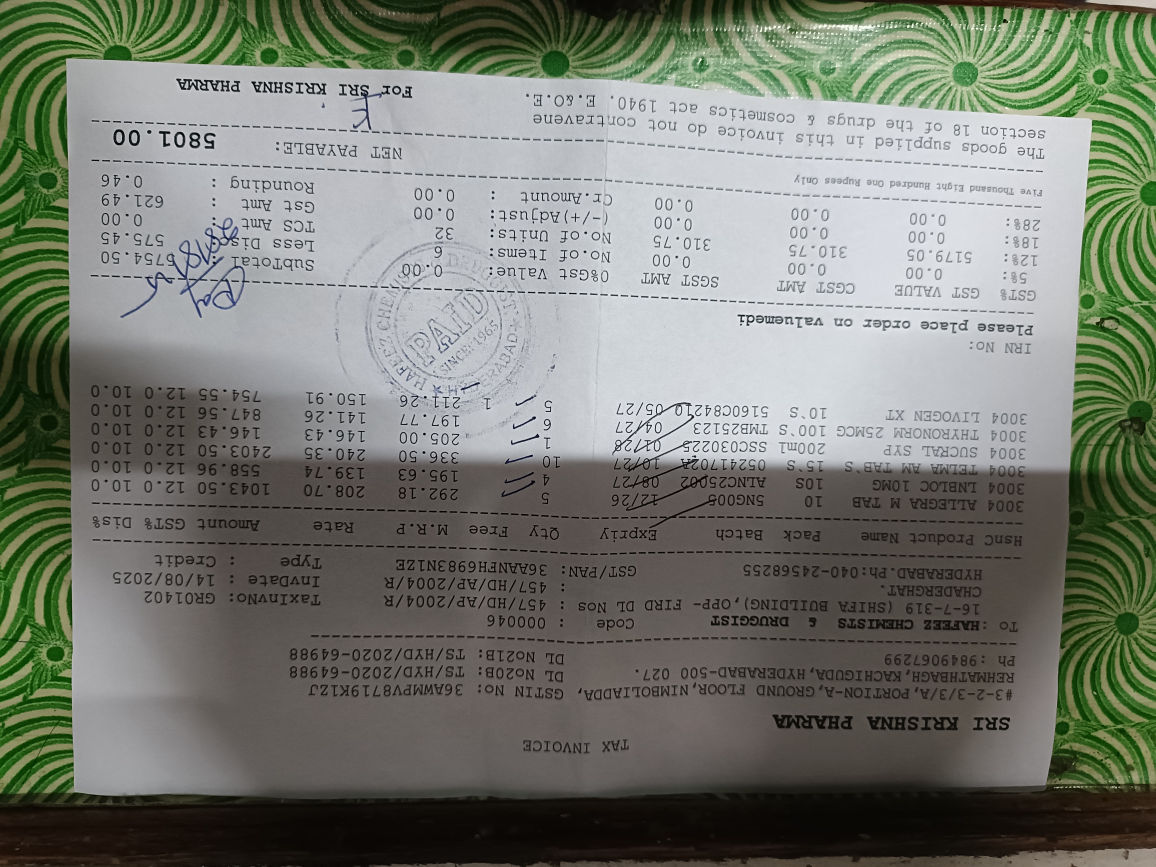 TAX INVOICE
SRI KRISHNA PHARMA
#3-2-3/3/A, PORTION-A, GROUND FLOOR, NIMBOLIADDA, GSTIN No: 36AWMPV8719K1ZJ
REHMATHBAGH, KACHIGUDA, HYDERABAD-500 027. DL No20B: TS/HYD/2020-64988
Ph :9849067299 DL No21B: TS/HYD/2020-64988
To :HAFEEZ CHEMISTS & DRUGGIST Code : 000046
16-7-319 (SHIFA BUILDING), OPP- FIRD DL Nos : 457/HD/AP/2004/R TaxInvNo: GR01402
CHADERGHAT. : 457/HD/AP/2004/R InvDate : 14/08/2025
HYDERABAD.Ph:040-24568255 GST/PAN: 36AANFH6983N1ZE Type : Credit
HsnC Product Name Pack Batch Expriy Qty Free M.R.P Rate Amount GST% Dis%
3004 ALLEGRA M TAB 10 5NG005 12/26 5 292.18 208.70 1043.50 12.0 10.0
3004 LNBLOC 10MG 10S ALNC25002 08/27 4 195.63 139.74 558.96 12.0 10.0
3004 TELMA AM TAB'S 15'S 05241702A 10/27 10 336.50 240.35 2403.50 12.0 10.0
3004 SUCRAL SYP 200ml SSC030225 01/28 1 205.00 146.43 146.43 12.0 10.0
3004 THYRONORM 25MCG 100`S TMB25123 04/27 6 197.77 141.26 847.56 12.0 10.0
3004 LIVOGEN XT 10`S 5160C84210 05/27 5 1 211.26 150.91 754.55 12.0 10.0
HAFEEZ CHEMISTS DRUGGIST
PAID
SINCE:1965
IRN No:
Please place order on valuemedi
GST% GST VALUE CGST AMT SGST AMT 0%Gst Value: 0.00 SubTotal : 5754.50
5%: 0.00 0.00 0.00 No.of Items: 6 Less Disc : 575.45
12%: 5179.05 310.75 310.75 No.of Units: 32 TCS Amt : 0.00
18%: 0.00 0.00 0.00 (-/+)Adjust: 0.00 Gst Amt : 621.49
28%: 0.00 0.00 0.00 Cr.Amount : 0.00 Rounding : 0.46
Five Thousand Eight Hundred One Rupees Only
NET PAYABLE: 5801.00
The goods supplied in this invoice do not contravene
section 18 of the drugs & cosmetics act 1940. E.&O.E.
For SRI KRISHNA PHARMA